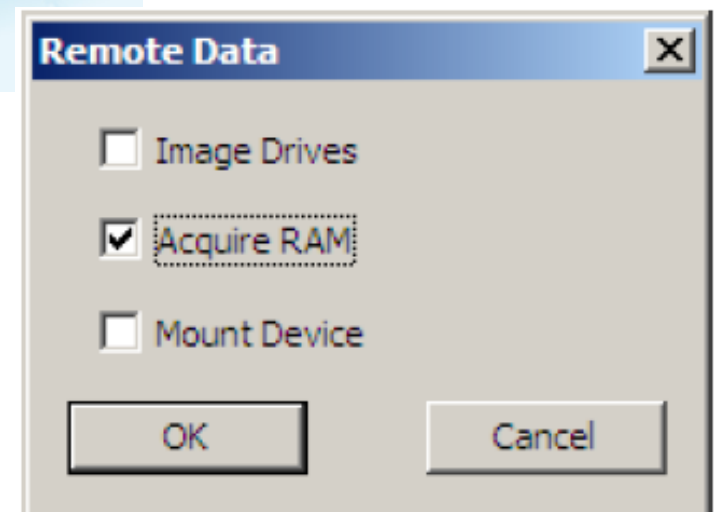 Remote Data
Image Drives
Acquire RAM
Mount Device
OK
Cancel